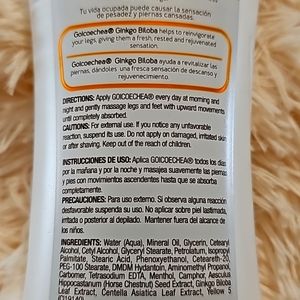 Tu vida ocupada puede causar la sensación
de pesadez y piernas cansadas.
Goicoechea® Ginkgo Biloba helps to reinvigorate
your legs, giving them a fresh, rested and rejuvenated
sensation.
Goicoechea® Ginkgo Biloba ayuda a revitalizar las
piernas, dándoles una fresca sensación de descanso y
rejuvenecimiento.
DIRECTIONS: Apply GOICOECHEA® every day at morning
and night and gently massage legs and feet with upward movements
until completely absorbed.
CAUTIONS: For external use. If you notice any unfavorable
reaction, suspend its use. Do not apply on damaged, irritated skin
or after shaving. Keep out of the reach of children.
INSTRUCCIONES DE USO: Aplica GOICOECHEA® todos los días
por la mañana y por la noche y masajea suavemente las piernas
y pies con movimientos ascendentes hasta que se absorba
completamente.
PRECAUCIONES: Para uso externo. Si observa alguna reacción
desfavorable suspenda su uso. No aplicar sobre piel lastimada,
irritada o posterior al depilado. Mantener fuera del alcance de
los niños.
INGREDIENTS: Water (Aqua), Mineral Oil, Glycerin, Cetearyl
Alcohol, Cetyl Alcohol, Glyceryl Stearate, Petrolatum, Isopropyl
Palmitate, Stearic Acid, Phenoxyethanol, Ceteareth-20,
PEG-100 Stearate, DMDM Hydantoin, Aminomethyl Propanol,
Carbomer, Tetrasodium EDTA, Menthol, Camphor, Aesculus
Hippocastanum (Horse Chestnut) Seed Extract, Ginkgo Biloba
Leaf Extract, Centella Asiatica Leaf Extract, Yellow 5
(CI19140).